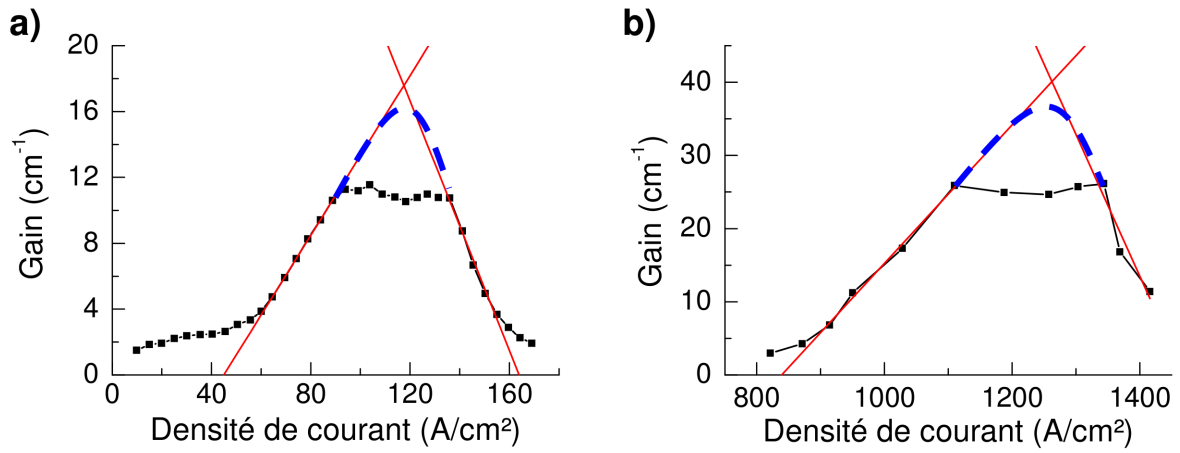 a)
Gain (cm⁻¹)
20
16
12
8
4
0
0 40 80 120 160
Densité de courant (A/cm²)
b)
Gain (cm⁻¹)
40
30
20
10
0
800 1000 1200 1400
Densité de courant (A/cm²)